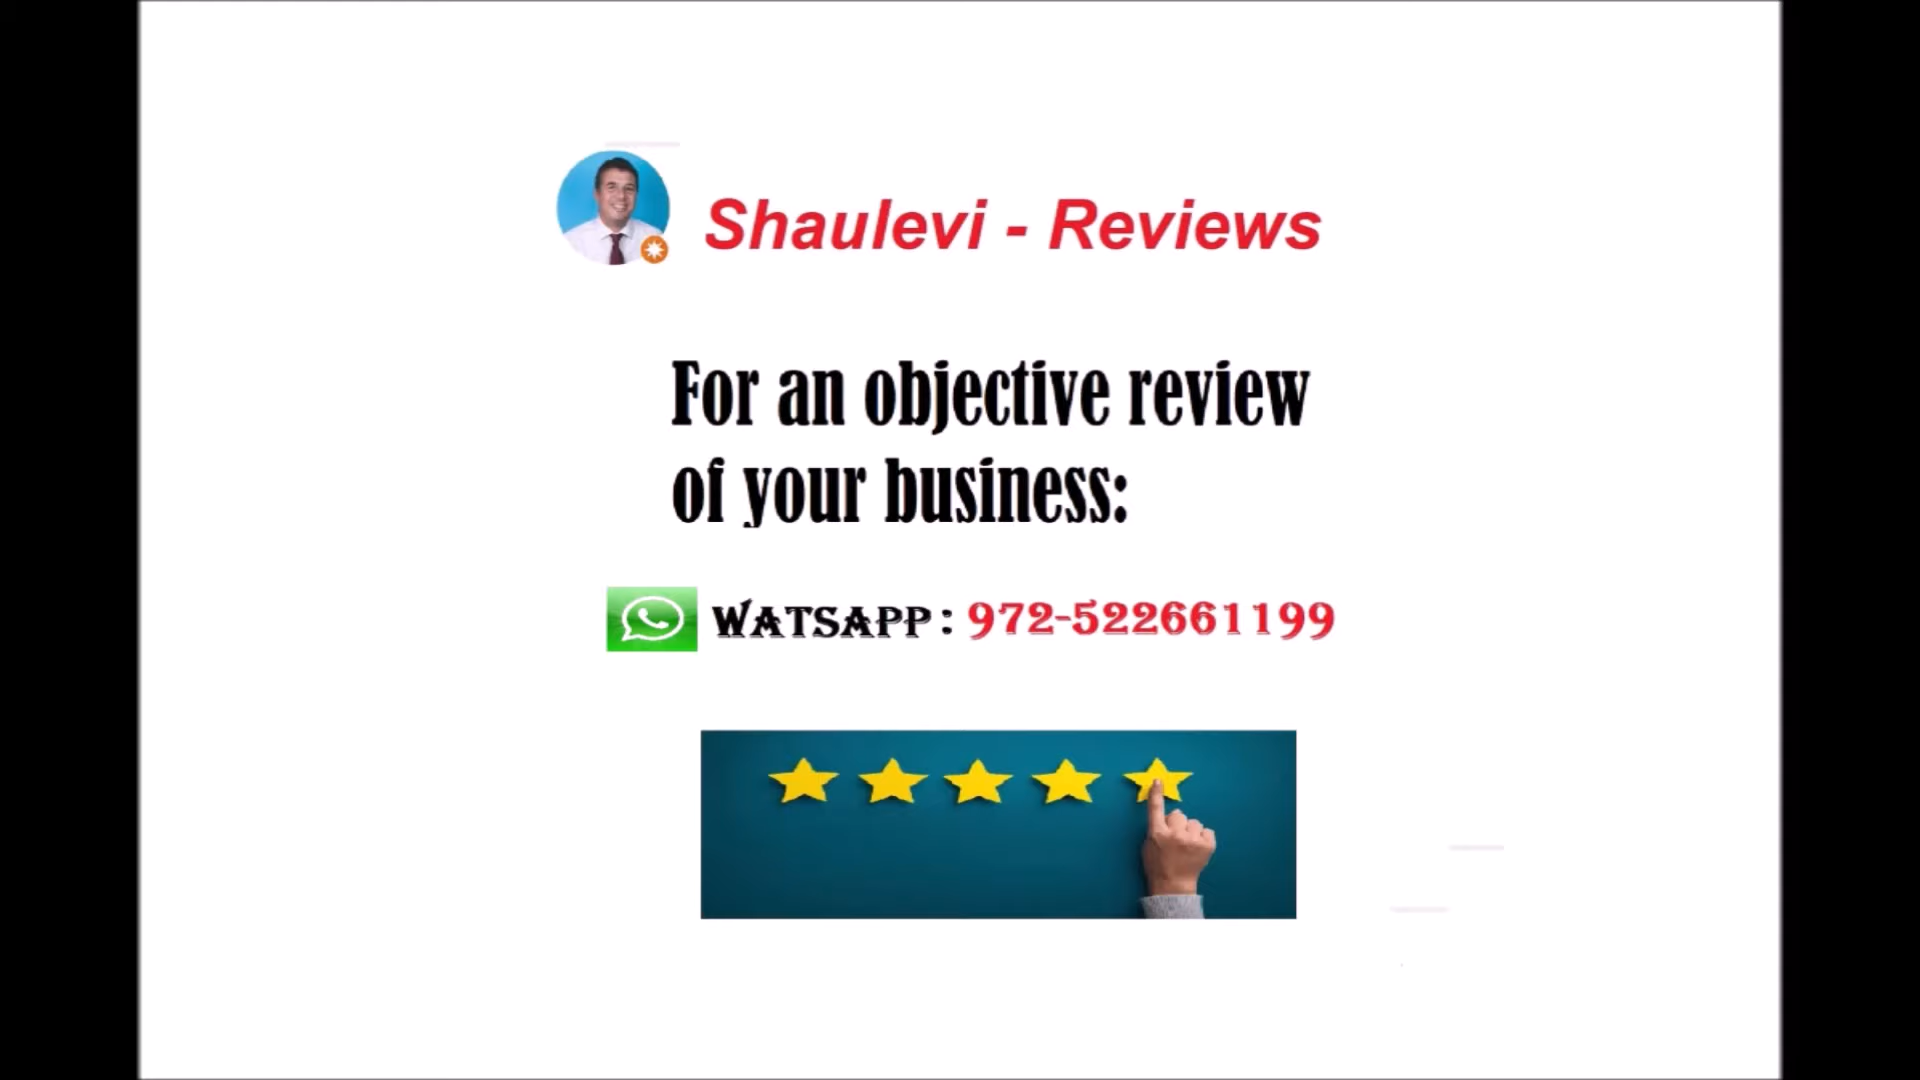 Shaulevi - Reviews
For an objective review
of your business:
WATSAPP: 972-522661199